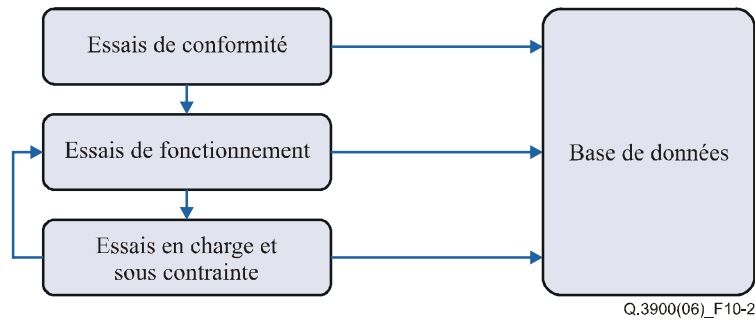 Essais de conformité
Essais de fonctionnement
Base de données
Essais en charge et
sous contrainte
Q.3900(06)_F10-2